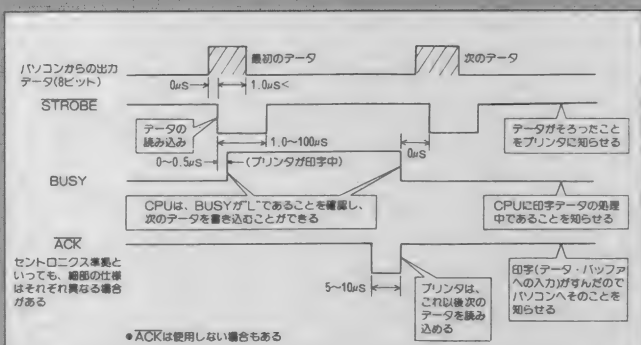 パソコンからの出力
データ(8ビット)
最初のデータ
次のデータ
0μS
1.0μS<
STROBE
データの
読み込み
1.0～100μS
0μS
データがそろったこと
をプリンタに知らせる
0～0.5μS
(プリンタが印字中)
BUSY
CPUは、BUSYが"L"であることを確認し、
次のデータを書き込むことができる
CPUに印字データの処理
中であることを知らせる
ACK
セントロニクス準拠と
いっても、細部の仕様
はそれぞれ異なる場合
がある
5～10μS
プリンタは、
これ以後次の
データを読み
込める
印字(データ・バッファ
への入力)がすんだので
パソコンへそのことを
知らせる
●ACKは使用しない場合もある